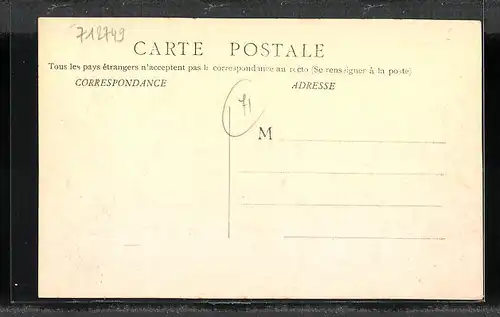 712749
CARTE POSTALE
Tous les pays étrangers n'acceptent pas la correspondance au recto (Se renseigner à la poste)
CORRESPONDANCE ADRESSE
71
M